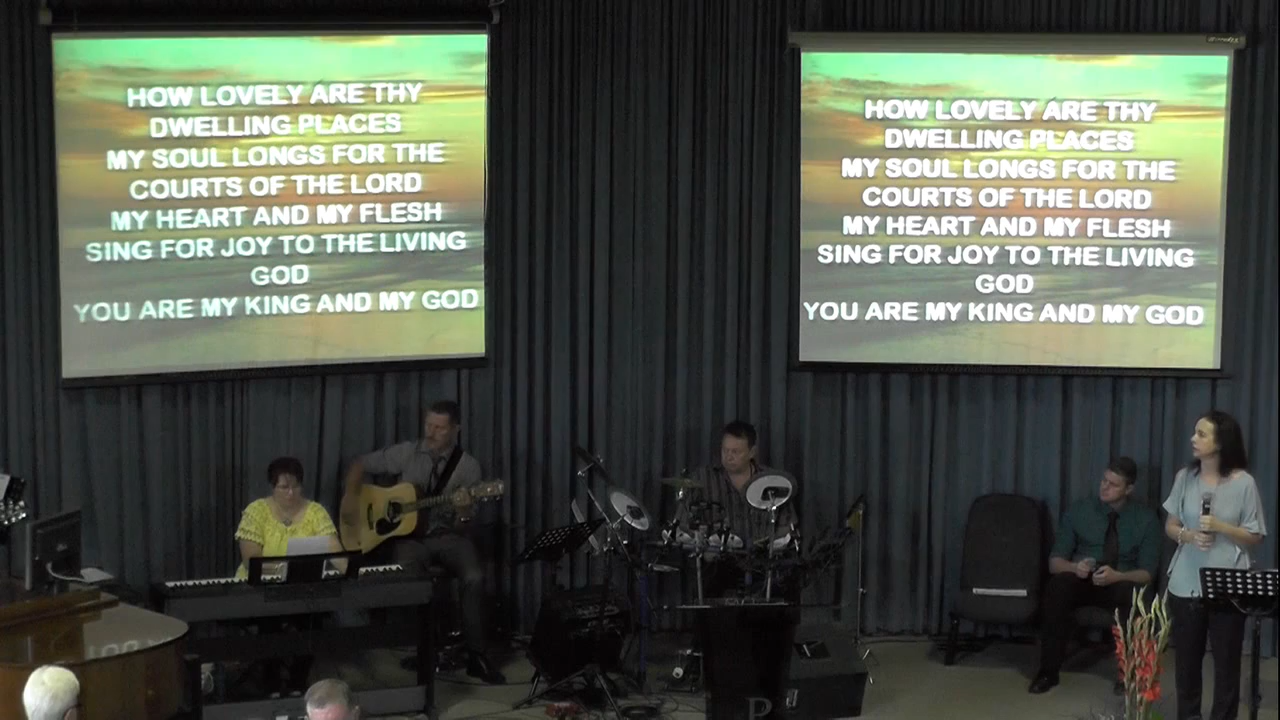 HOW LOVELY ARE THY
DWELLING PLACES
MY SOUL LONGS FOR THE
COURTS OF THE LORD
MY HEART AND MY FLESH
SING FOR JOY TO THE LIVING
GOD
YOU ARE MY KING AND MY GOD
HOW LOVELY ARE THY
DWELLING PLACES
MY SOUL LONGS FOR THE
COURTS OF THE LORD
MY HEART AND MY FLESH
SING FOR JOY TO THE LIVING
GOD
YOU ARE MY KING AND MY GOD